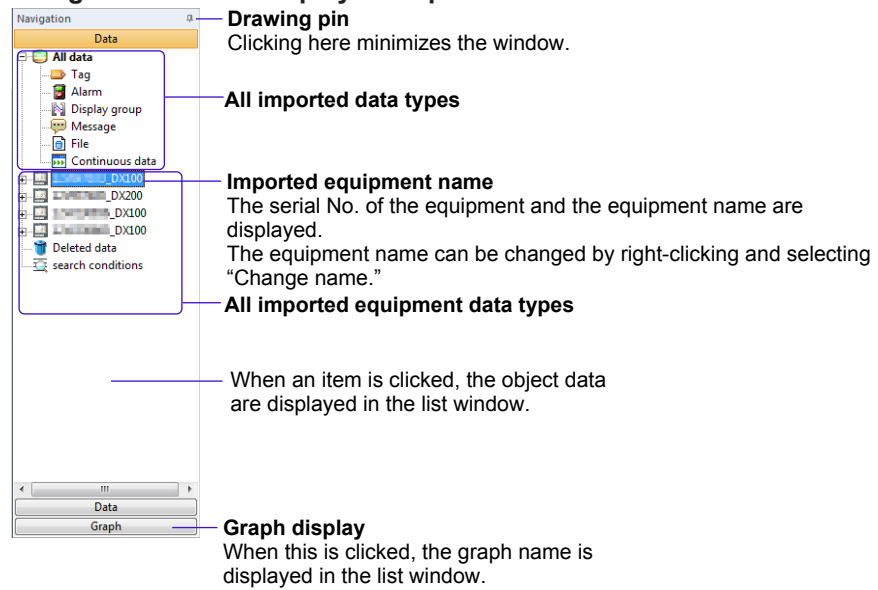 Navigation
Drawing pin
Data
Clicking here minimizes the window.
All data
Tag
Alarm
Display group
Message
File
Continuous data
All imported data types
_DX100
_DX200
_DX100
_DX100
Deleted data
search conditions
Imported equipment name
The serial No. of the equipment and the equipment name are
displayed.
The equipment name can be changed by right-clicking and selecting
“Change name.”
All imported equipment data types
When an item is clicked, the object data
are displayed in the list window.
Data
Graph
Graph display
When this is clicked, the graph name is
displayed in the list window.